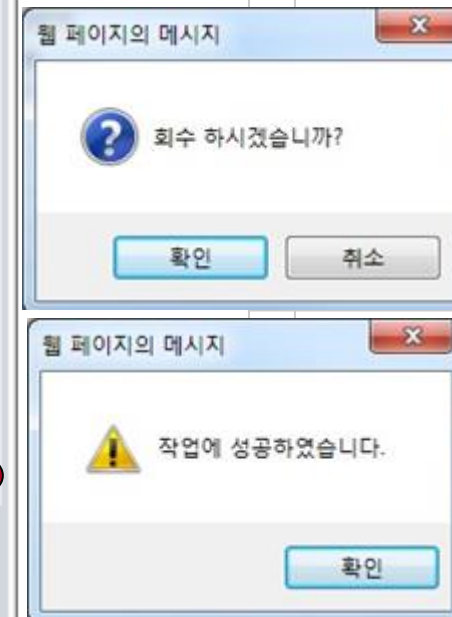 웹 페이지의 메시지
회수 하시겠습니까?
확인 취소
웹 페이지의 메시지
작업에 성공하였습니다.
확인